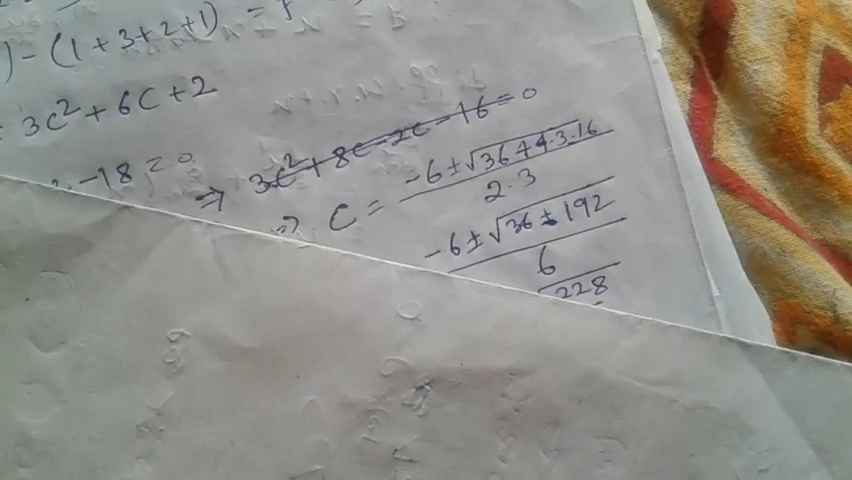 ) - (1+3+2+1) = f
3c² + 6c + 2
-18 = 0
⇒ 3c² + 8c - 2c - 16 = 0
⇒ c = (-6 ± √(36 + 4.3.16)) / 2.3
(-6 ± √(36 ± 192)) / 6
228